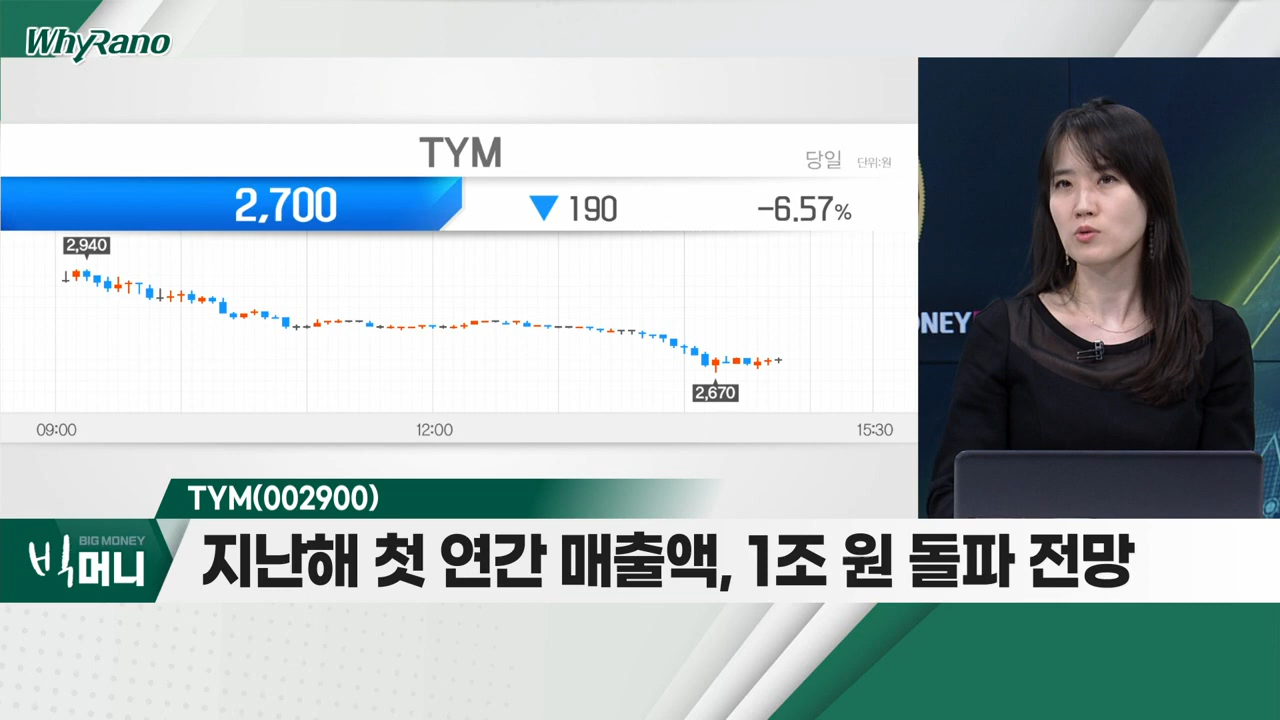 WhyRano
TYM
당일 단위:원
2,700 ▼ 190 -6.57%
2,940
2,670
09:00 12:00 15:30
ONEY
TYM(002900)
BIG MONEY
빅머니
지난해 첫 연간 매출액, 1조 원 돌파 전망